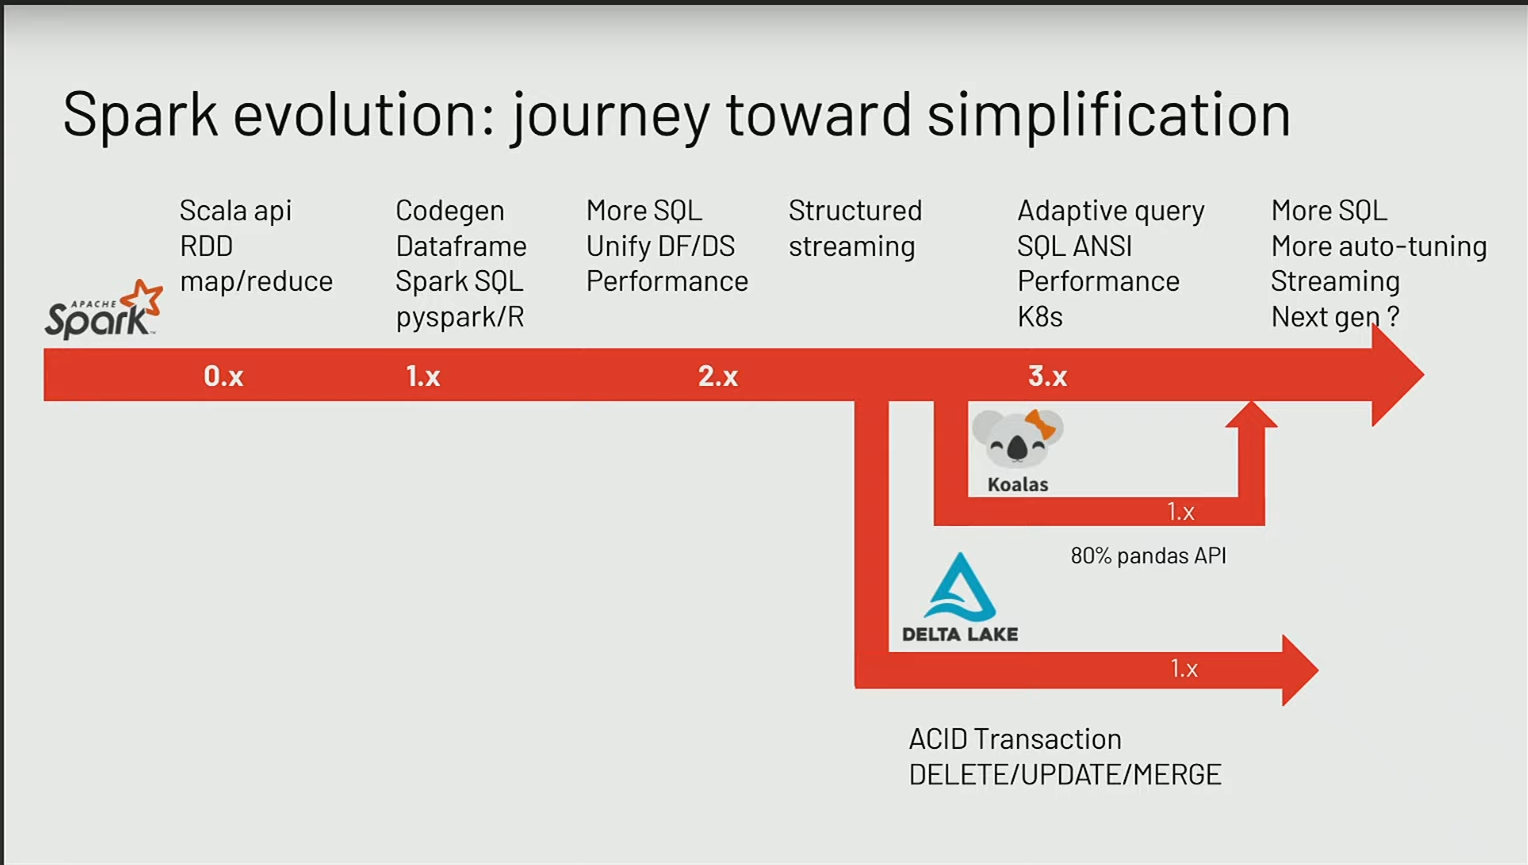 Spark evolution: journey toward simplification
Scala api
RDD
map/reduce
Codegen
Dataframe
Spark SQL
pyspark/R
More SQL
Unify DF/DS
Performance
Structured
streaming
Adaptive query
SQL ANSI
Performance
K8s
More SQL
More auto-tuning
Streaming
Next gen ?
APACHE
Spark™
0.x
1.x
2.x
3.x
Koalas
1.x
80% pandas API
DELTA LAKE
1.x
ACID Transaction
DELETE/UPDATE/MERGE